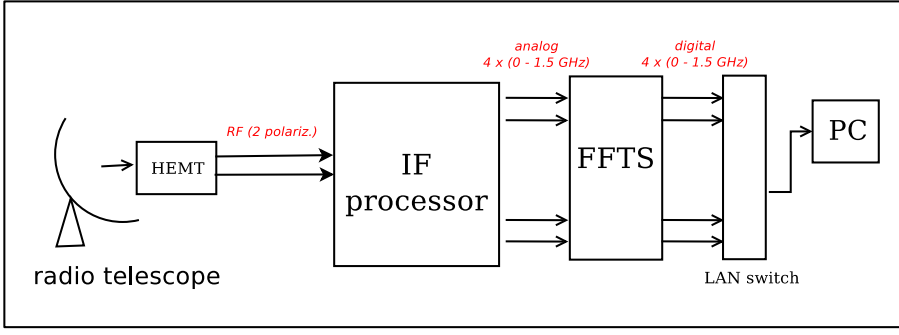 analog
4 x (0 - 1.5 GHz)
digital
4 x (0 - 1.5 GHz)
RF (2 polariz.)
HEMT
IF
processor
FFTS
PC
radio telescope
LAN switch